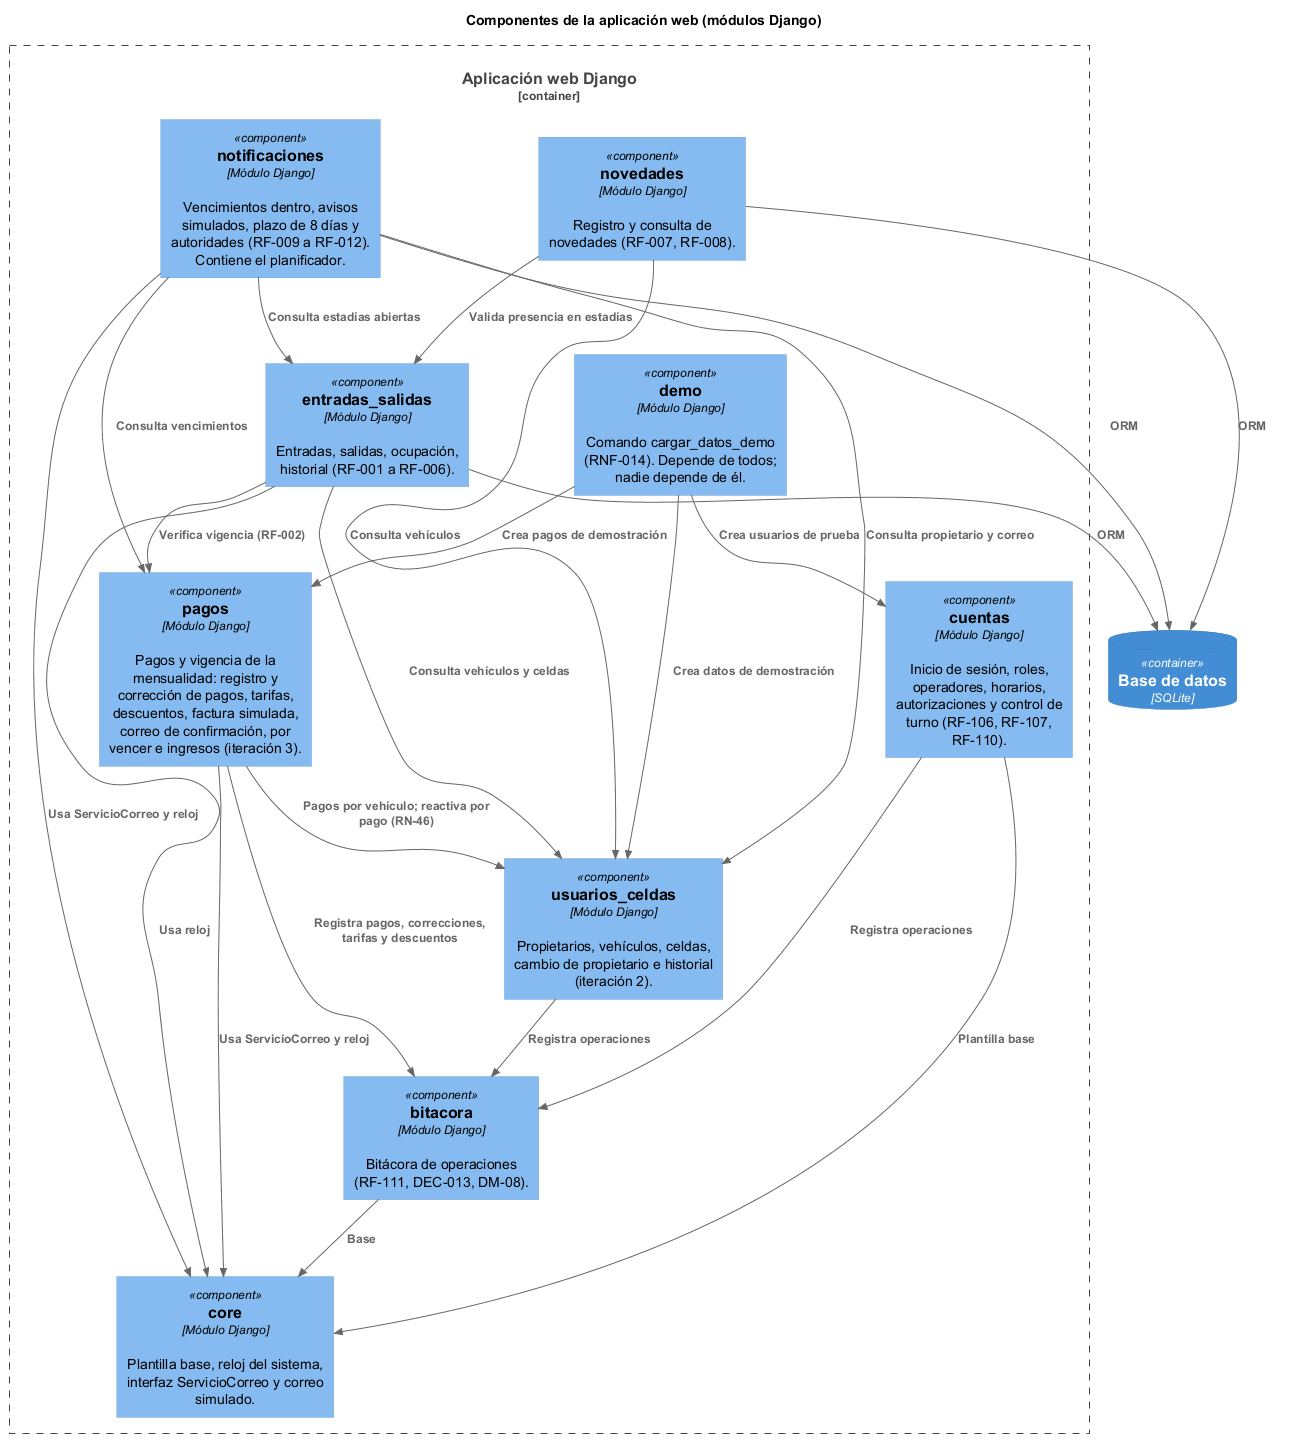 Componentes de la aplicación web (módulos Django)
Aplicación web Django
[container]
«component»
notificaciones
[Módulo Django]
Vencimientos dentro, avisos
simulados, plazo de 8 días y
autoridades (RF-009 a RF-012).
Contiene el planificador.
«component»
novedades
[Módulo Django]
Registro y consulta de
novedades (RF-007, RF-008).
Consulta estadías abiertas
Valida presencia en estadías
«component»
entradas_salidas
[Módulo Django]
Entradas, salidas, ocupación,
historial (RF-001 a RF-006).
«component»
demo
[Módulo Django]
Comando cargar_datos_demo
(RNF-014). Depende de todos;
nadie depende de él.
Consulta vencimientos
ORM
ORM
Verifica vigencia (RF-002)
Consulta vehículos
Crea pagos de demostración
Crea usuarios de prueba
Consulta propietario y correo
ORM
«component»
pagos
[Módulo Django]
Pagos y vigencia de la
mensualidad: registro y
corrección de pagos, tarifas,
descuentos, factura simulada,
correo de confirmación, por
vencer e ingresos (iteración 3).
Consulta vehículos y celdas
Crea datos de demostración
«component»
cuentas
[Módulo Django]
Inicio de sesión, roles,
operadores, horarios,
autorizaciones y control de
turno (RF-106, RF-107,
RF-110).
«container»
Base de datos
[SQLite]
Usa ServicioCorreo y reloj
Pagos por vehículo; reactiva por
pago (RN-46)
«component»
usuarios_celdas
[Módulo Django]
Propietarios, vehículos, celdas,
cambio de propietario e historial
(iteración 2).
Usa reloj
Registra pagos, correcciones,
tarifas y descuentos
Registra operaciones
Usa ServicioCorreo y reloj
Registra operaciones
Plantilla base
«component»
bitacora
[Módulo Django]
Bitácora de operaciones
(RF-111, DEC-013, DM-08).
Base
«component»
core
[Módulo Django]
Plantilla base, reloj del sistema,
interfaz ServicioCorreo y correo
simulado.